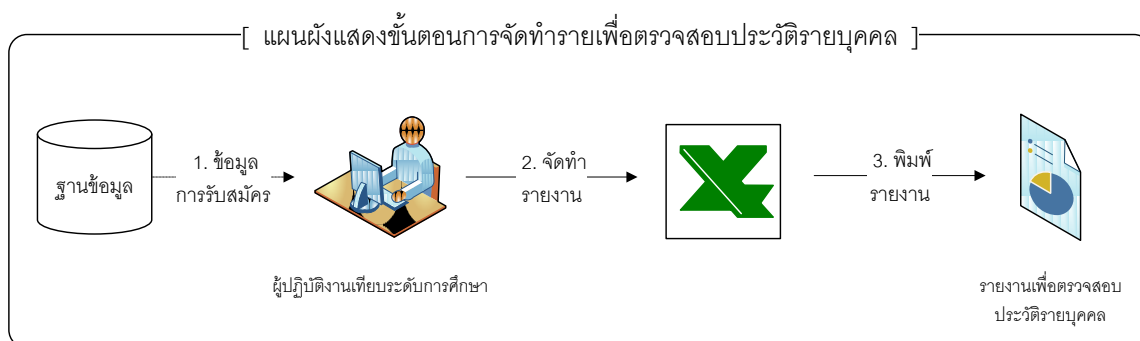 [ แผนผังแสดงขั้นตอนการจัดทำรายเพื่อตรวจสอบประวัติรายบุคคล ]
ฐานข้อมูล
1. ข้อมูล
การรับสมัคร
2. จัดทำ
รายงาน
3. พิมพ์
รายงาน
ผู้ปฏิบัติงานเทียบระดับการศึกษา
รายงานเพื่อตรวจสอบ
ประวัติรายบุคคล